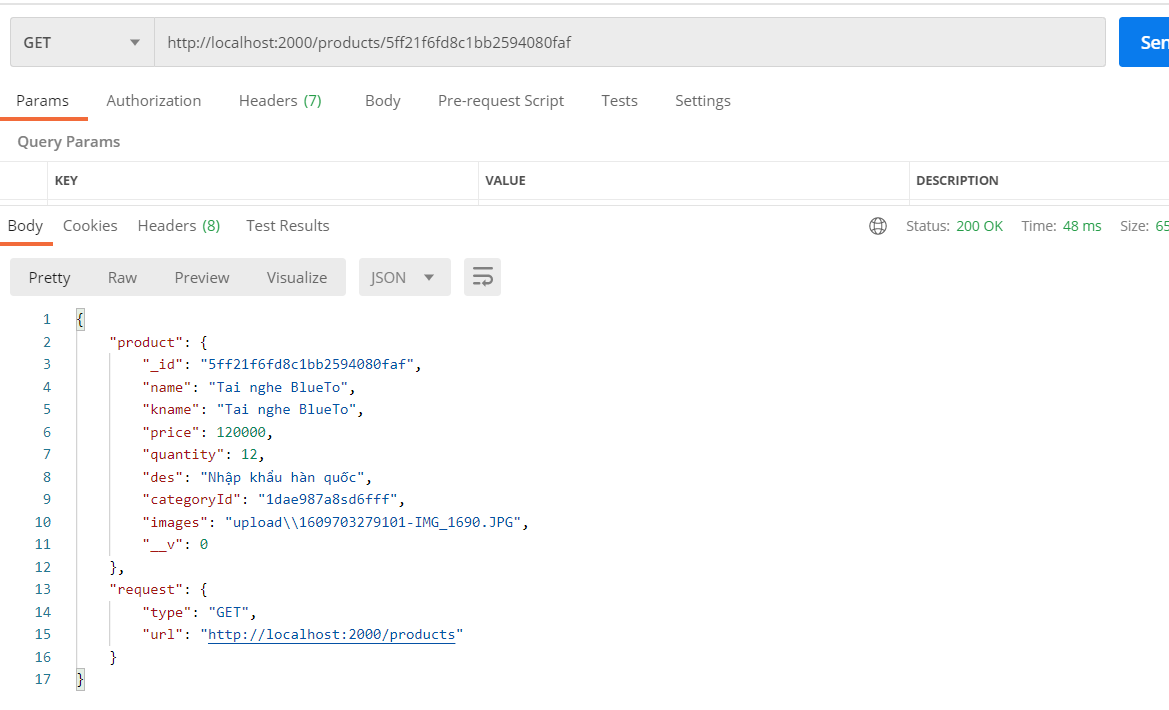 GET http://localhost:2000/products/5ff21f6fd8c1bb2594080faf Sen
Params Authorization Headers (7) Body Pre-request Script Tests Settings
Query Params
KEY VALUE DESCRIPTION
Body Cookies Headers (8) Test Results Status: 200 OK Time: 48 ms Size: 65
Pretty Raw Preview Visualize JSON
1 {
2 "product": {
3 "_id": "5ff21f6fd8c1bb2594080faf",
4 "name": "Tai nghe BlueTo",
5 "kname": "Tai nghe BlueTo",
6 "price": 120000,
7 "quantity": 12,
8 "des": "Nhập khẩu hàn quốc",
9 "categoryId": "1dae987a8sd6fff",
10 "images": "upload\\1609703279101-IMG_1690.JPG",
11 "__v": 0
12 },
13 "request": {
14 "type": "GET",
15 "url": "http://localhost:2000/products"
16 }
17 }